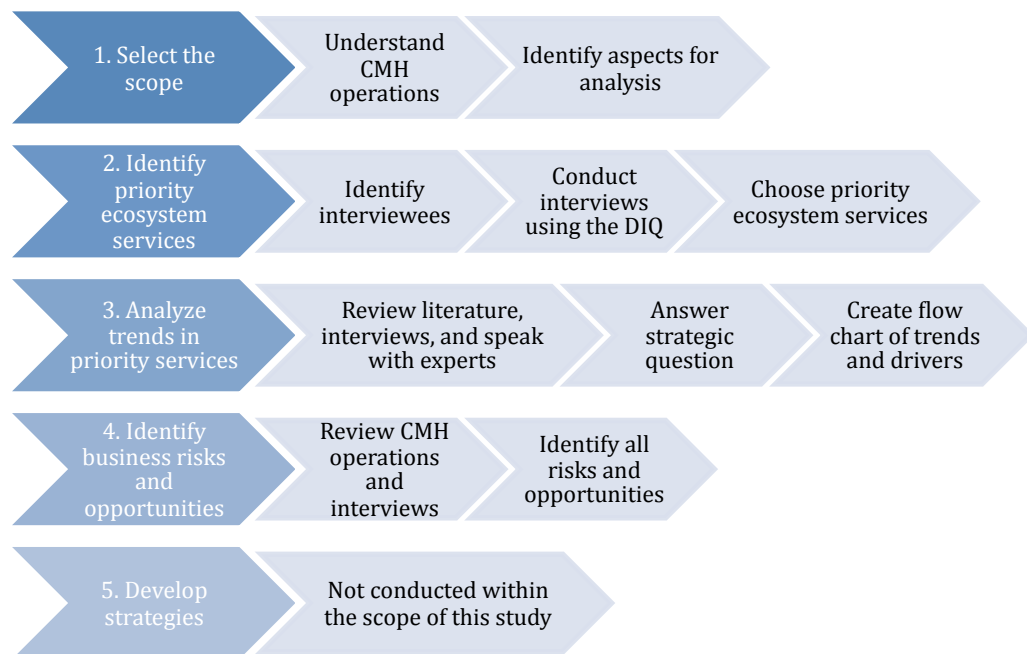 1. Select the
scope
Understand
CMH
operations
Identify aspects for
analysis
2. Identify
priority
ecosystem
services
Identify
interviewees
Conduct
interviews
using the DIQ
Choose priority
ecosystem services
3. Analyze
trends in
priority services
Review literature,
interviews, and speak
with experts
Answer
strategic
question
Create flow
chart of trends
and drivers
4. Identify
business risks
and
opportunities
Review CMH
operations
and
interviews
Identify all
risks and
opportunities
5. Develop
strategies
Not conducted within
the scope of this study